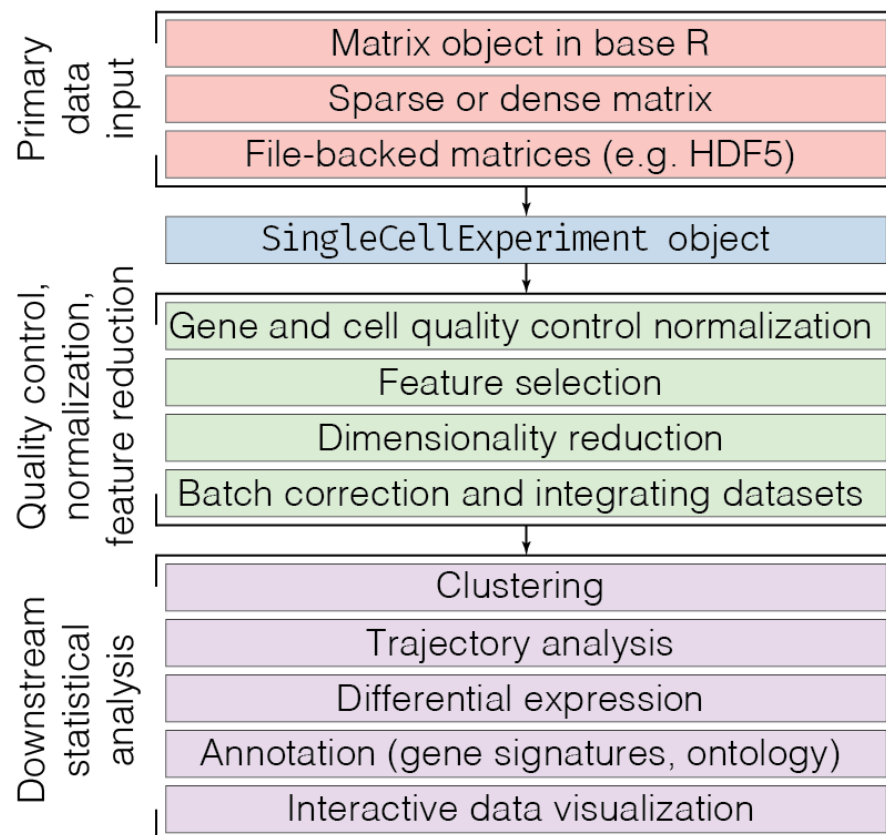 Primary
data
input
Matrix object in base R
Sparse or dense matrix
File-backed matrices (e.g. HDF5)
SingleCellExperiment object
Quality control,
normalization,
feature reduction
Gene and cell quality control normalization
Feature selection
Dimensionality reduction
Batch correction and integrating datasets
Downstream
statistical
analysis
Clustering
Trajectory analysis
Differential expression
Annotation (gene signatures, ontology)
Interactive data visualization